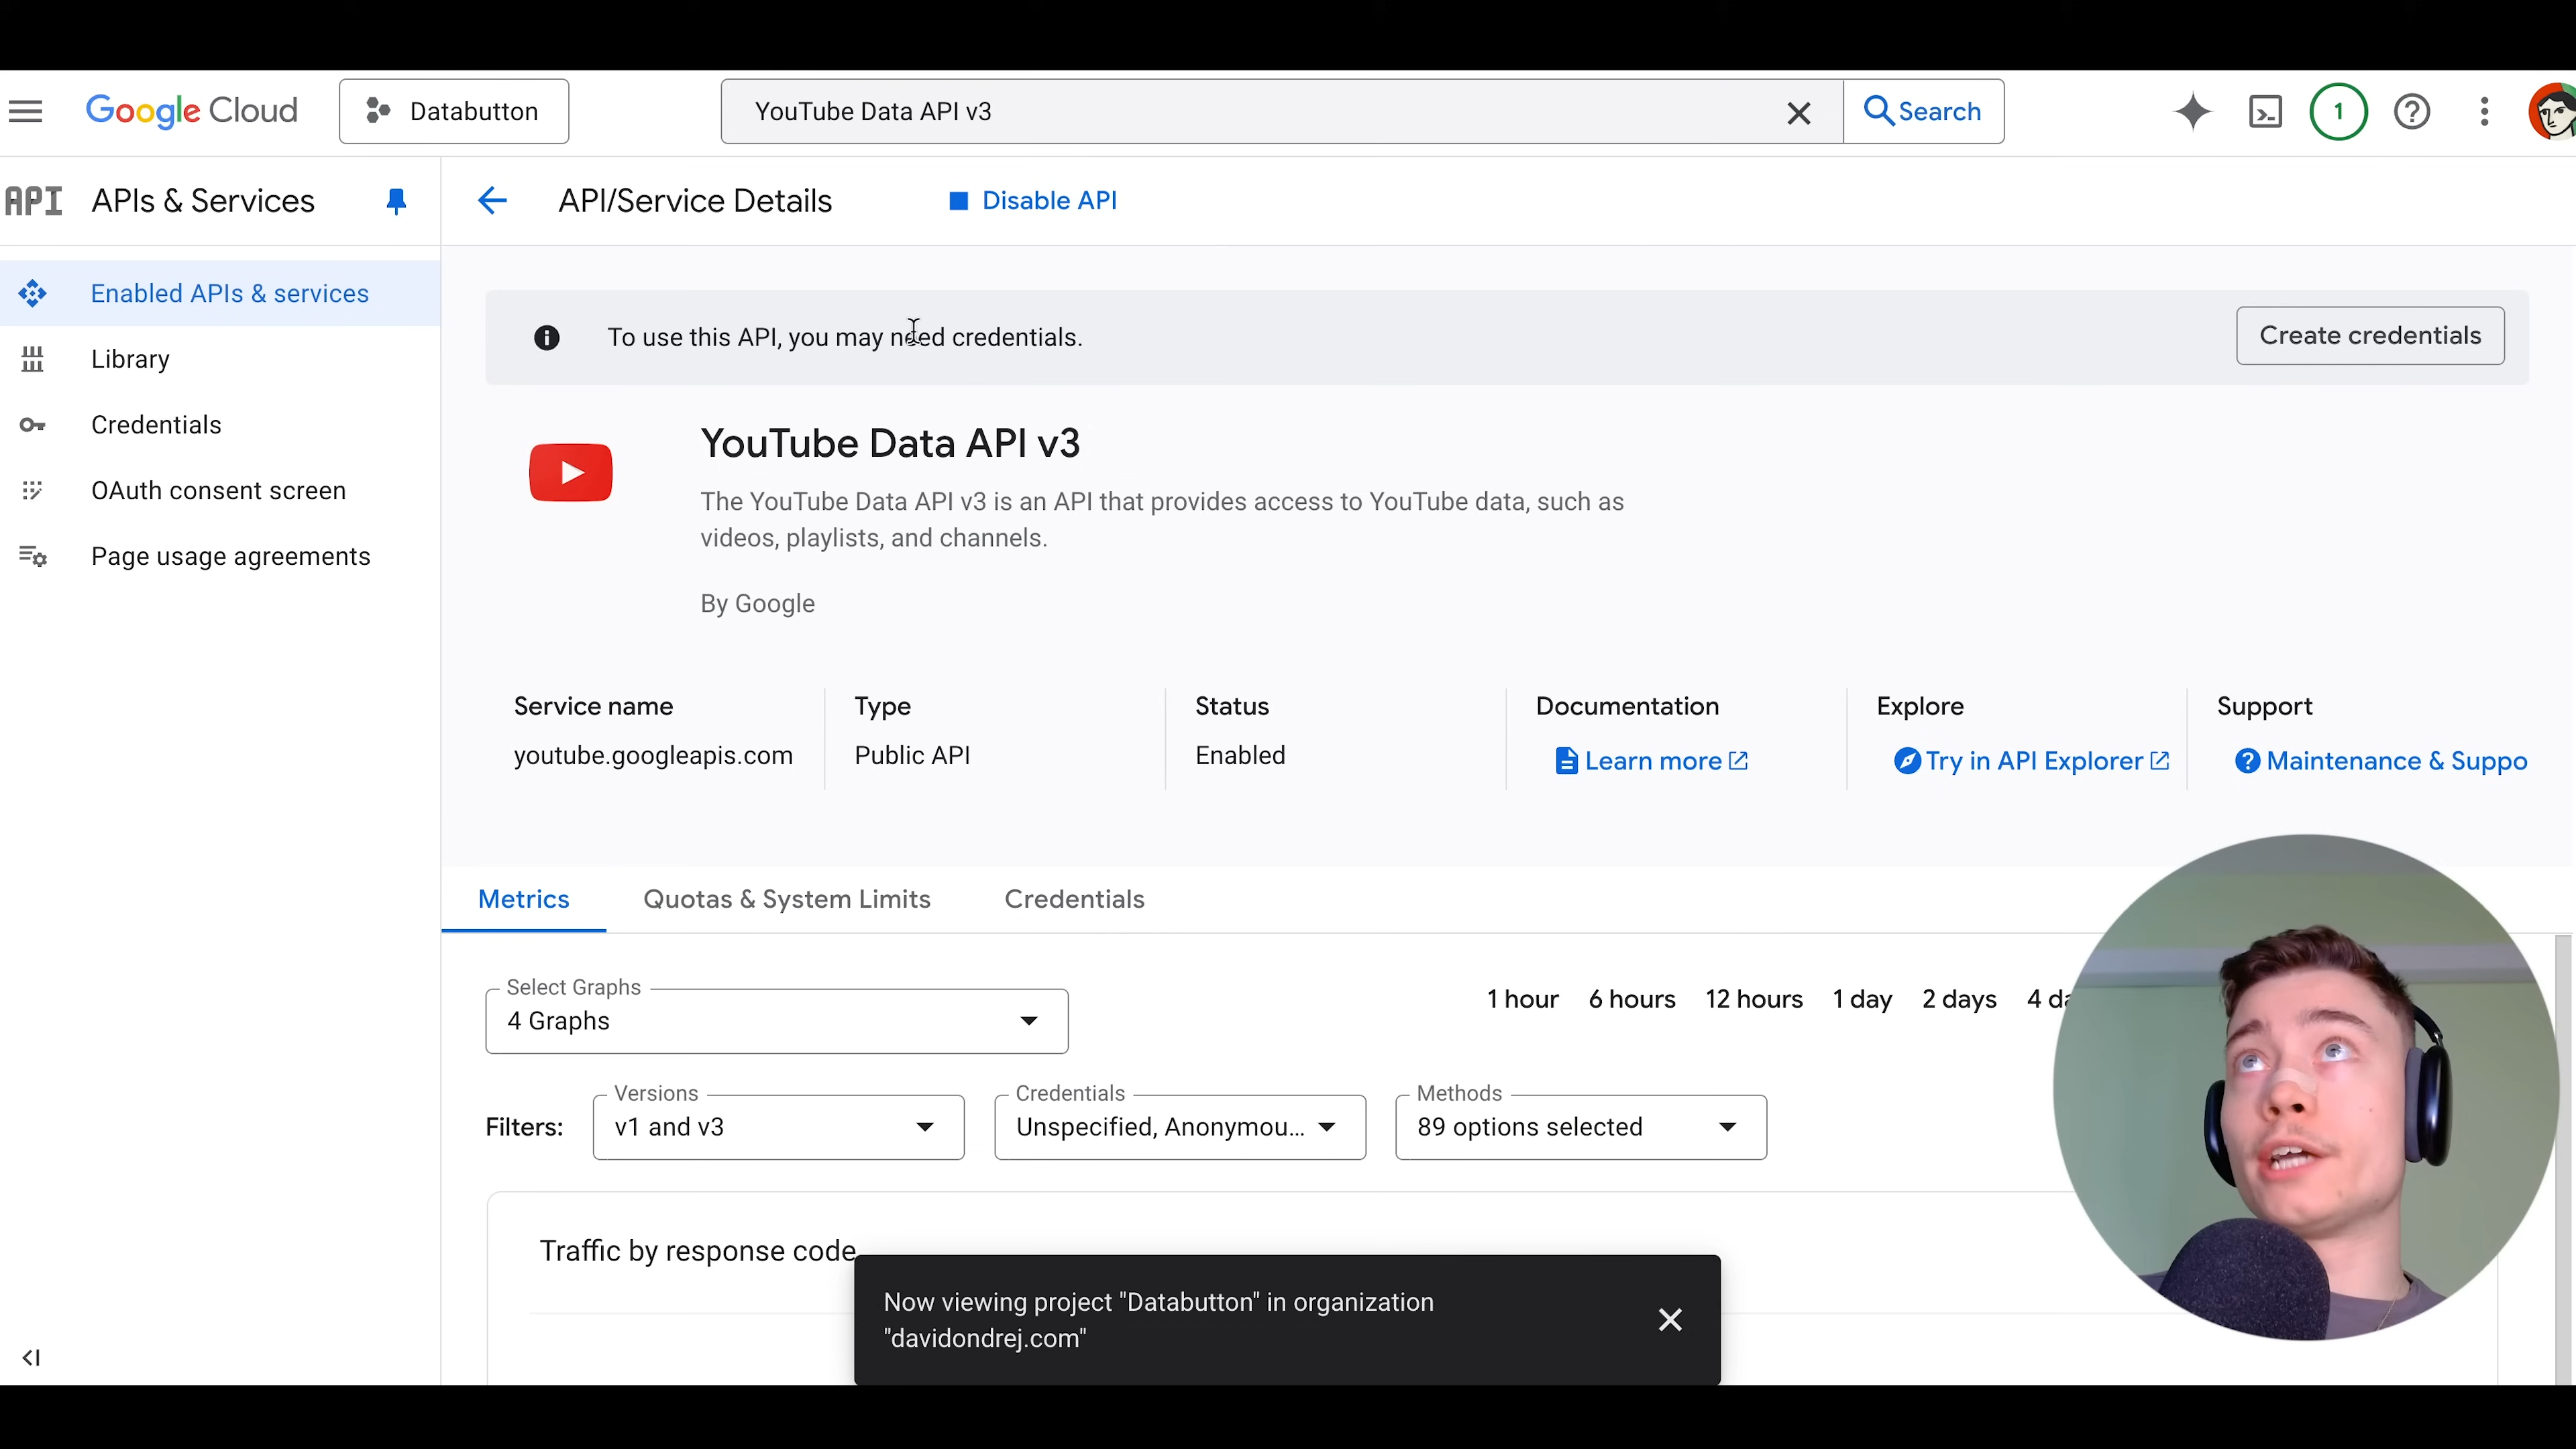 Google Cloud
Databutton
YouTube Data API v3
Search
1
API
APIs & Services
API/Service Details
Disable API
Enabled APIs & services
Library
Credentials
OAuth consent screen
Page usage agreements
To use this API, you may need credentials.
Create credentials
YouTube Data API v3
The YouTube Data API v3 is an API that provides access to YouTube data, such as
videos, playlists, and channels.
By Google
Service name
youtube.googleapis.com
Type
Public API
Status
Enabled
Documentation
Learn more
Explore
Try in API Explorer
Support
Maintenance & Suppo
Metrics
Quotas & System Limits
Credentials
Select Graphs
4 Graphs
1 hour
6 hours
12 hours
1 day
2 days
4 da
Filters:
Versions
v1 and v3
Credentials
Unspecified, Anonymou...
Methods
89 options selected
Traffic by response code
Now viewing project "Databutton" in organization
"davidondrej.com"